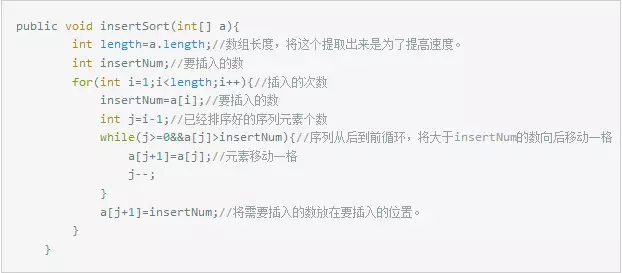 public void insertSort(int[] a){
int length=a.length;//数组长度，将这个提取出来是为了提高速度。
int insertNum;//要插入的数
for(int i=1;i<length;i++){//插入的次数
insertNum=a[i];//要插入的数
int j=i-1;//已经排序好的序列元素个数
while(j>=0&&a[j]>insertNum){//序列从后到前循环，将大于insertNum的数向后移动一格
a[j+1]=a[j];//元素移动一格
j--;
}
a[j+1]=insertNum;//将需要插入的数放在要插入的位置。
}
}